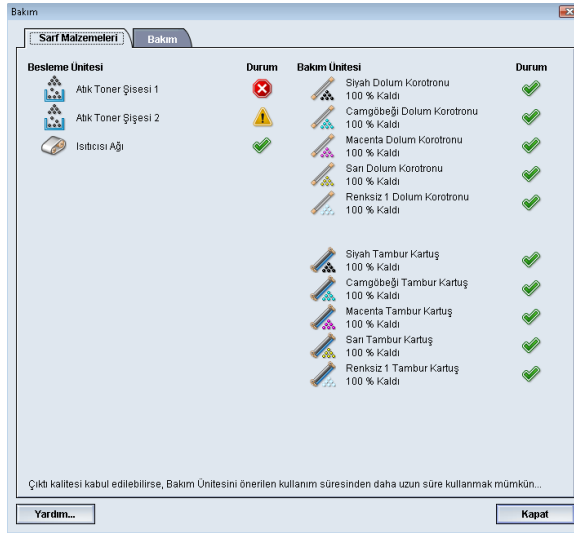 Bakım
Sarf Malzemeleri
Bakım
Besleme Ünitesi
Durum
Atık Toner Şisesi 1
Atık Toner Şişesi 2
Isıtıcısı Ağı
Bakım Ünitesi
Durum
Siyah Dolum Korotronu
100 % Kaldı
Camgöbeği Dolum Korotronu
100 % Kaldı
Macenta Dolum Korotronu
100 % Kaldı
Sarı Dolum Korotronu
100 % Kaldı
Renksiz 1 Dolum Korotronu
100 % Kaldı
Siyah Tambur Kartuş
100 % Kaldı
Camgöbeği Tambur Kartuş
100 % Kaldı
Macenta Tambur Kartuş
100 % Kaldı
Sarı Tambur Kartuş
100 % Kaldı
Renksiz 1 Tambur Kartuş
100 % Kaldı
Çıktı kalitesi kabul edilebilirse, Bakım Ünitesini önerilen kullanım süresinden daha uzun süre kullanmak mümkün...
Yardım...
Kapat